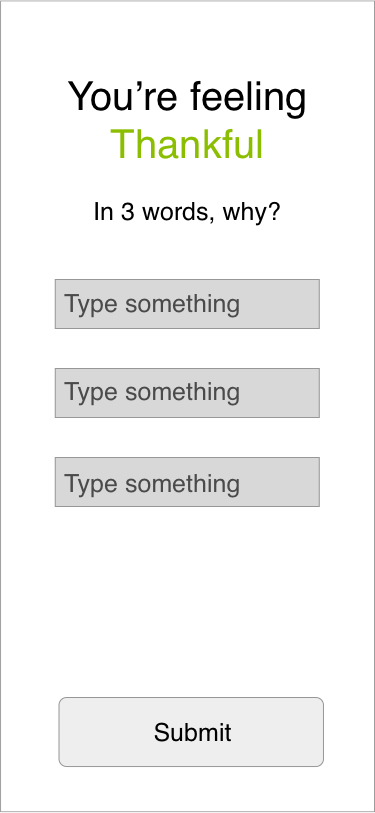 You’re feeling
Thankful
In 3 words, why?
Type something
Type something
Type something
Submit